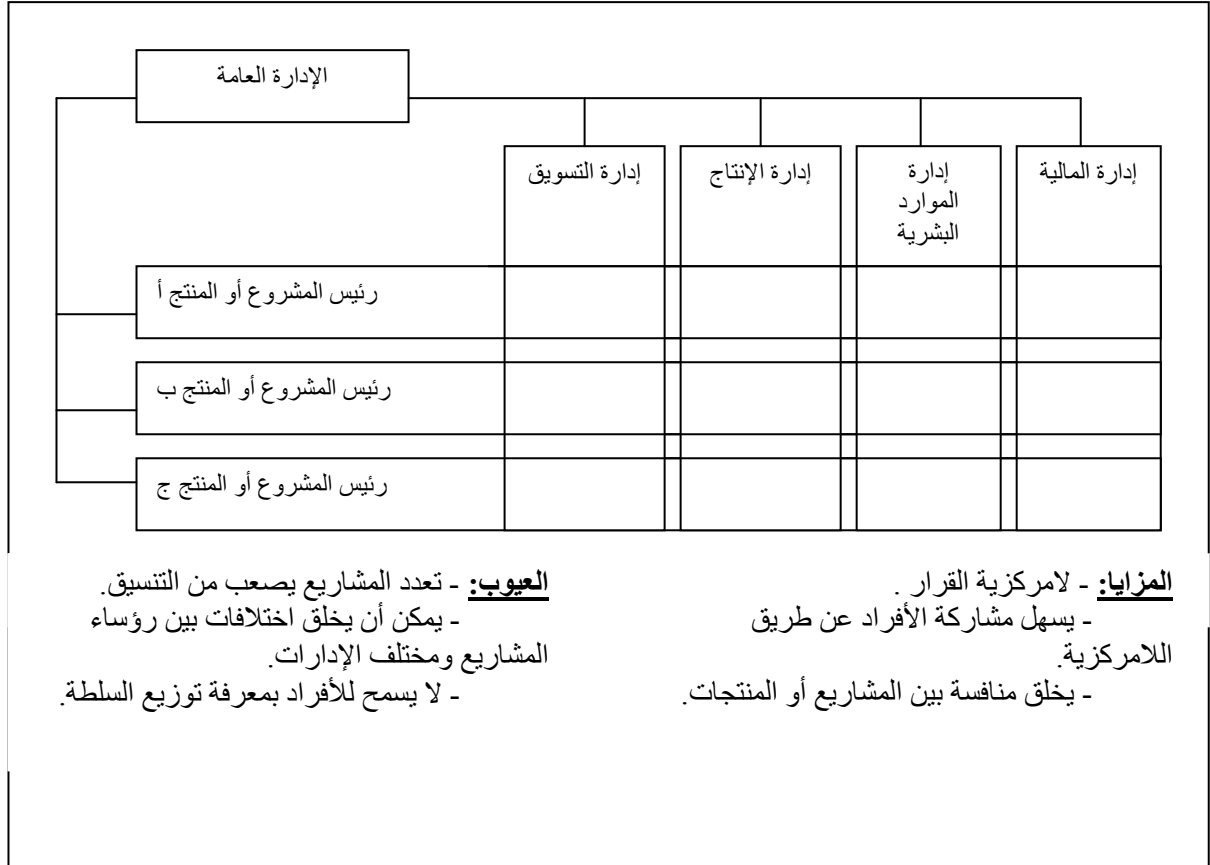 الإدارة العامة
إدارة المالية
إدارة
الموارد
البشرية
إدارة الإنتاج
إدارة التسويق
رئيس المشروع أو المنتج أ
رئيس المشروع أو المنتج ب
رئيس المشروع أو المنتج ج
المزايا: - لامركزية القرار .
- يسهل مشاركة الأفراد عن طريق
اللامركزية.
- يخلق منافسة بين المشاريع أو المنتجات.
العيوب: - تعدد المشاريع يصعب من التنسيق.
- يمكن أن يخلق اختلافات بين رؤساء
المشاريع ومختلف الإدارات.
- لا يسمح للأفراد بمعرفة توزيع السلطة.